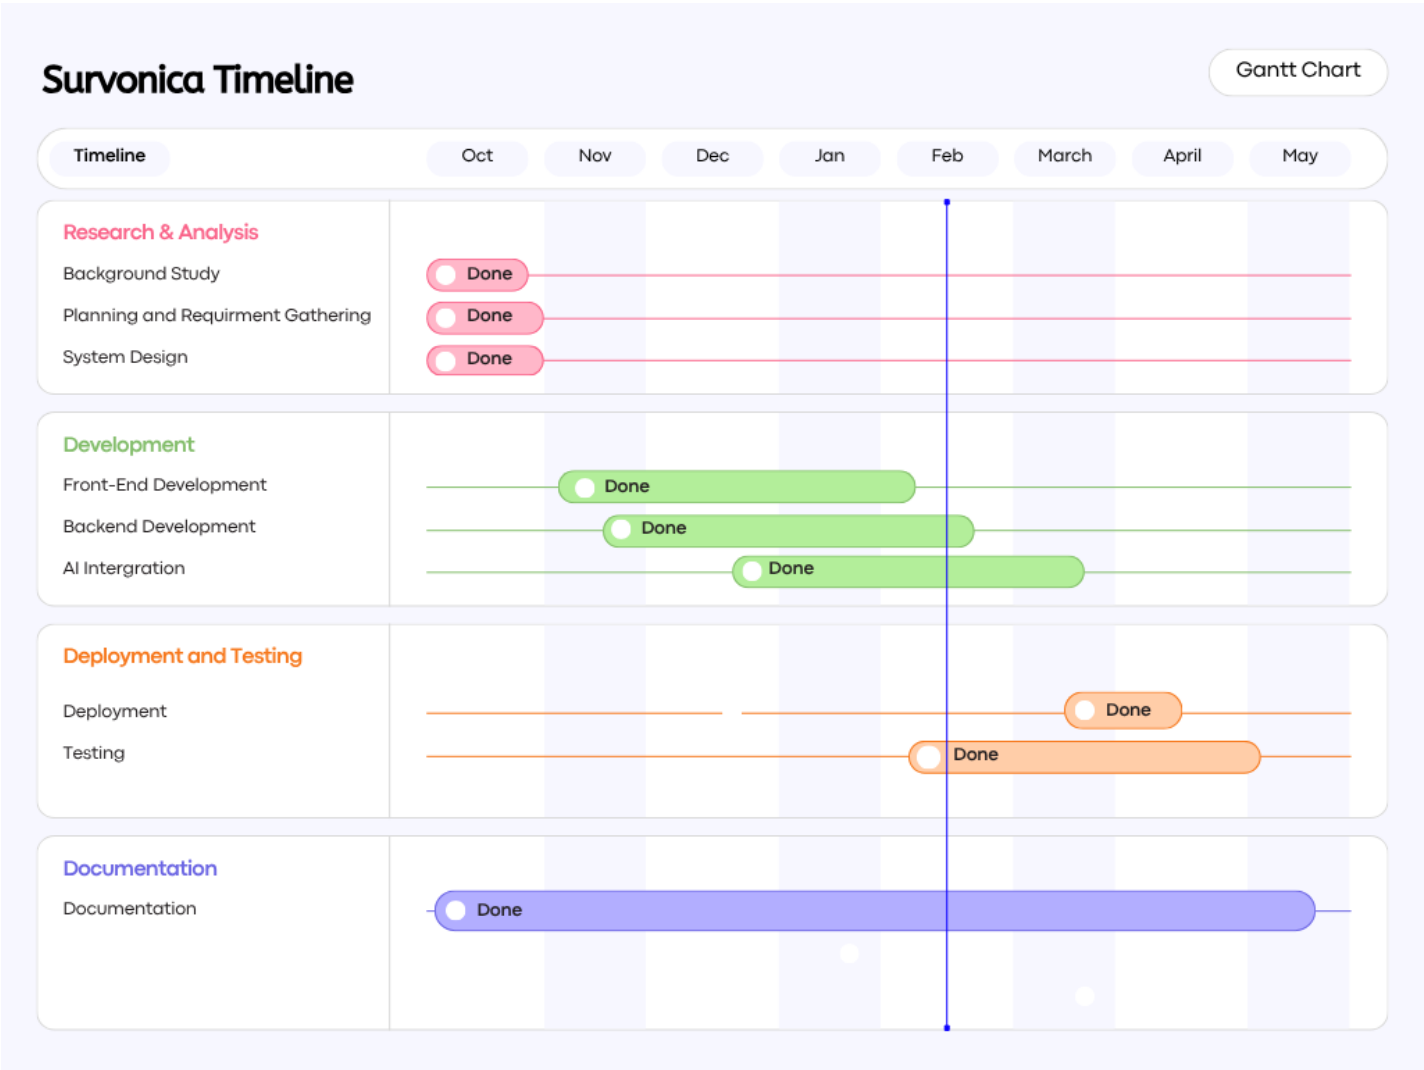 Survonica Timeline
Gantt Chart
Timeline Oct Nov Dec Jan Feb March April May
Research & Analysis
Background Study Done
Planning and Requirment Gathering Done
System Design Done
Development
Front-End Development Done
Backend Development Done
AI Intergration Done
Deployment and Testing
Deployment Done
Testing Done
Documentation
Documentation Done